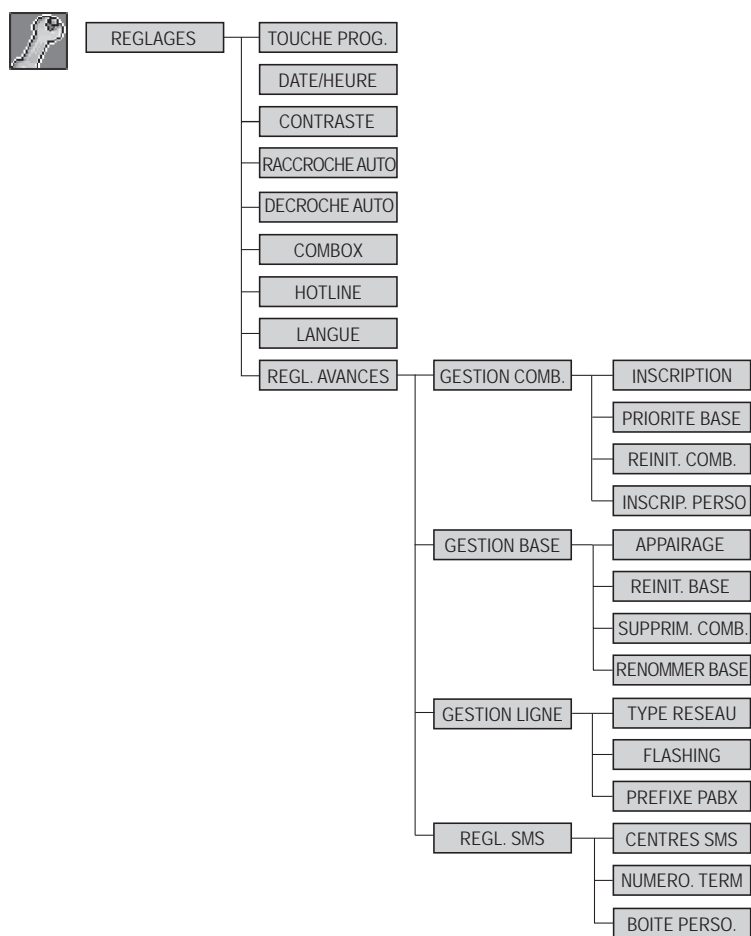 REGLAGES
TOUCHE PROG.
DATE/HEURE
CONTRASTE
RACCROCHE AUTO
DECROCHE AUTO
COMBOX
HOTLINE
LANGUE
REGL. AVANCES
GESTION COMB.
INSCRIPTION
PRIORITE BASE
REINIT. COMB.
INSCRIP. PERSO
GESTION BASE
APPAIRAGE
REINIT. BASE
SUPPRIM. COMB.
RENOMMER BASE
GESTION LIGNE
TYPE RESEAU
FLASHING
PREFIXE PABX
REGL. SMS
CENTRES SMS
NUMERO. TERM
BOITE PERSO.